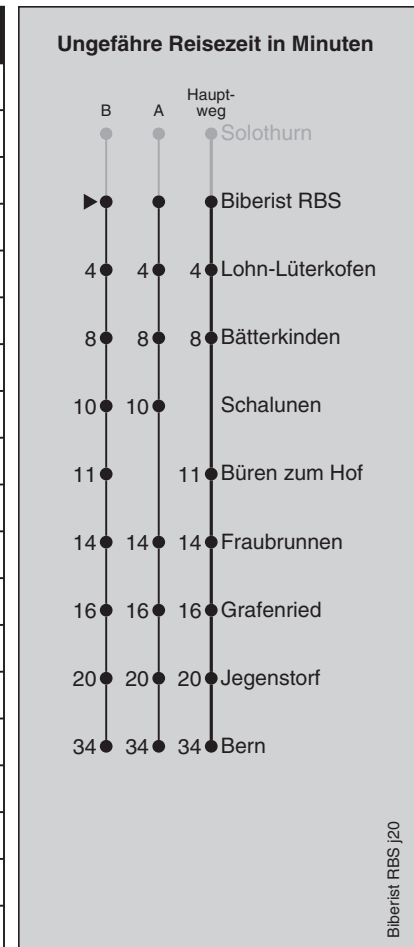 Ungefähre Reisezeit in Minuten
B A Haupt-
weg
Solothurn
Biberist RBS
4 4 4 Lohn-Lüterkofen
8 8 8 Bätterkinden
10 10 Schalunen
11 11 Büren zum Hof
14 14 14 Fraubrunnen
16 16 16 Grafenried
20 20 20 Jegenstorf
34 34 34 Bern
Biberist RBS j20